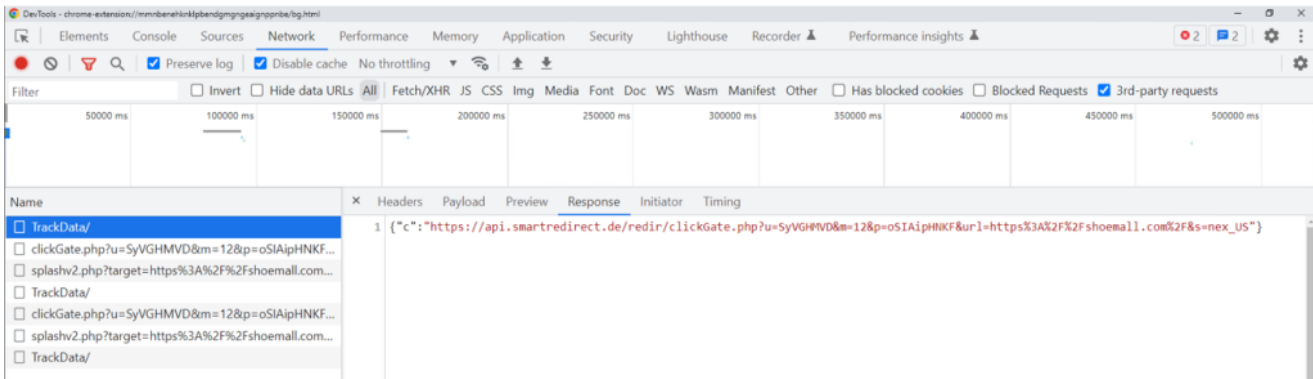 DevTools - chrome-extension://mmnbenehknklpbendgmgngeaignppnbe/bg.html
Elements Console Sources Network Performance Memory Application Security Lighthouse Recorder Performance insights 2 2
Preserve log Disable cache No throttling
Filter Invert Hide data URLs All Fetch/XHR JS CSS Img Media Font Doc WS Wasm Manifest Other Has blocked cookies Blocked Requests 3rd-party requests
50000 ms 100000 ms 150000 ms 200000 ms 250000 ms 300000 ms 350000 ms 400000 ms 450000 ms 500000 ms
Name × Headers Payload Preview Response Initiator Timing
TrackData/ 1 {"c":"https://api.smartredirect.de/redir/clickGate.php?u=SyVGHMVD&m=12&p=oSIAipHNKF&url=https%3A%2F%2Fshoemall.com%2F&s=nex_US"}
clickGate.php?u=SyVGHMVD&m=12&p=oSIAipHNKF...
splashv2.php?target=https%3A%2F%2Fshoemall.com...
TrackData/
clickGate.php?u=SyVGHMVD&m=12&p=oSIAipHNKF...
splashv2.php?target=https%3A%2F%2Fshoemall.com...
TrackData/